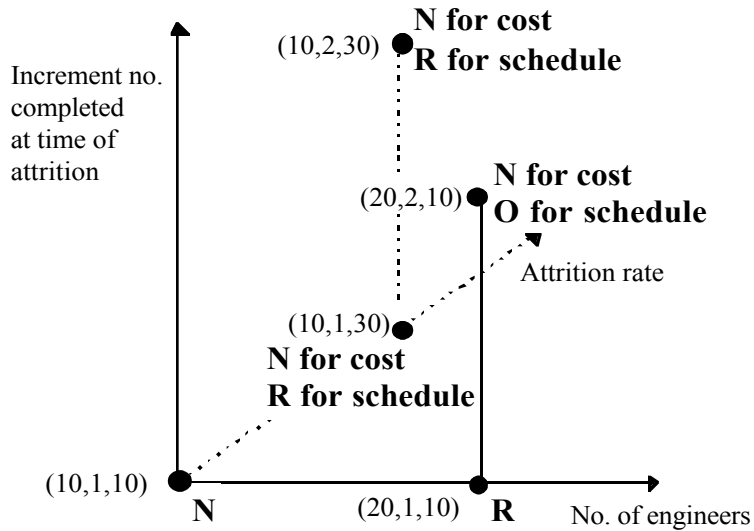 N for cost
(10,2,30)
R for schedule
Increment no.
completed
at time of
attrition
N for cost
(20,2,10)
O for schedule
Attrition rate
(10,1,30)
N for cost
R for schedule
(10,1,10)
N
(20,1,10)
R
No. of engineers